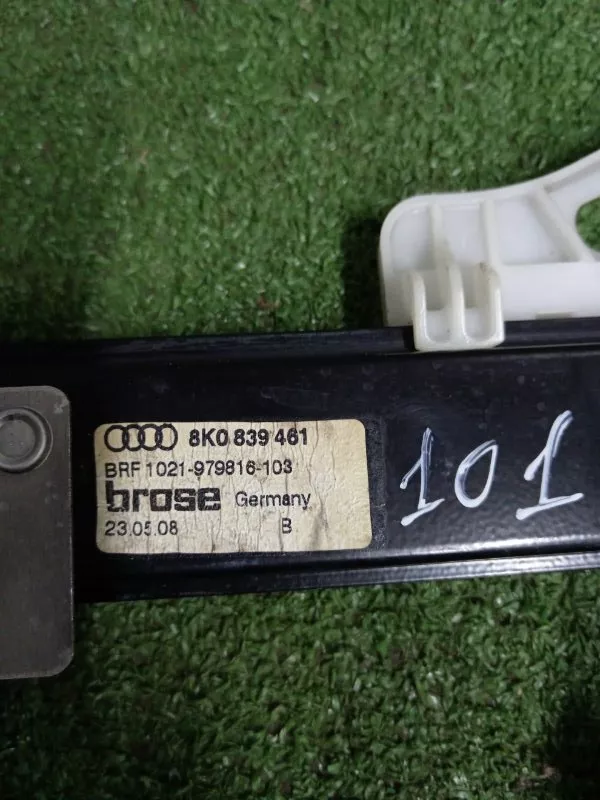 8K0 839 461
BRF 1021-979816-103
brose Germany
23.05.08 B
101